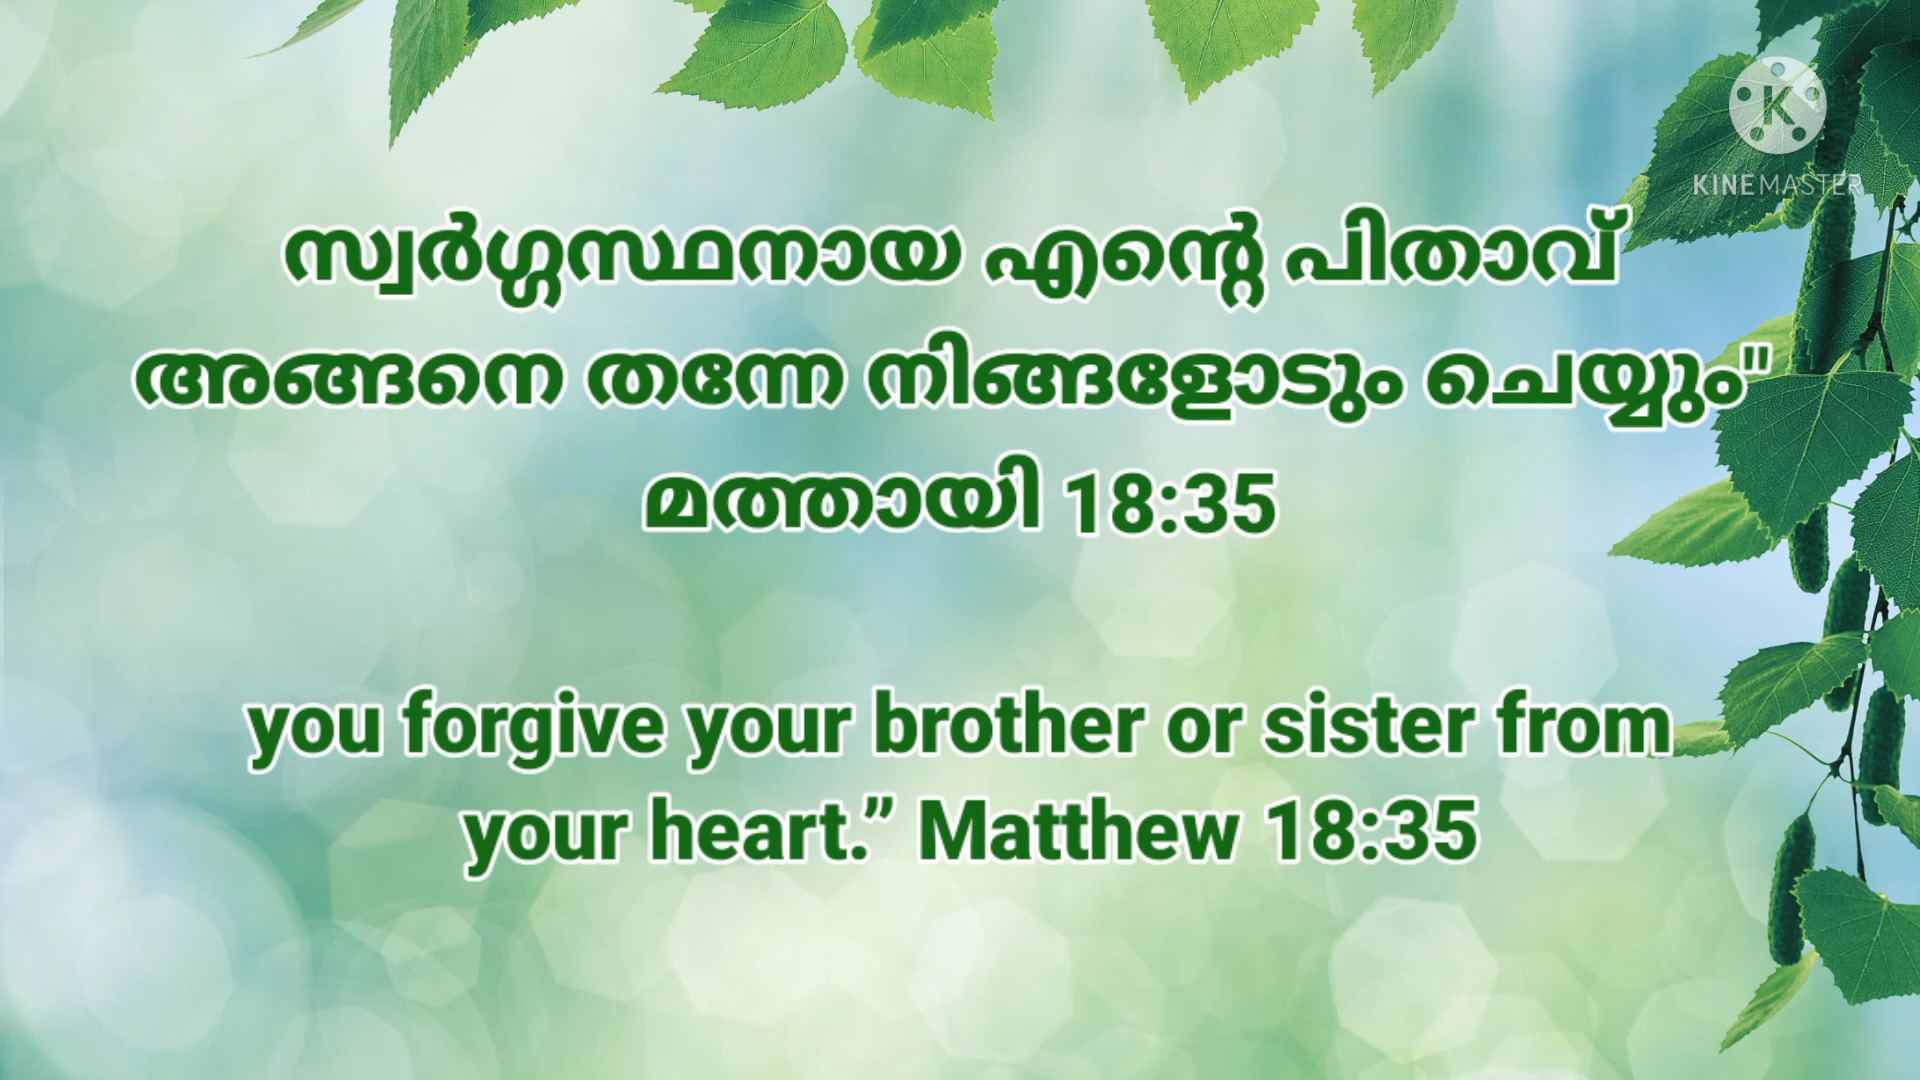 KINEMASTER
സ്വർഗ്ഗസ്ഥനായ എന്റെ പിതാവ്
അങ്ങനെ തന്നേ നിങ്ങളോടും ചെയ്യും"
മത്തായി 18:35
you forgive your brother or sister from
your heart.” Matthew 18:35